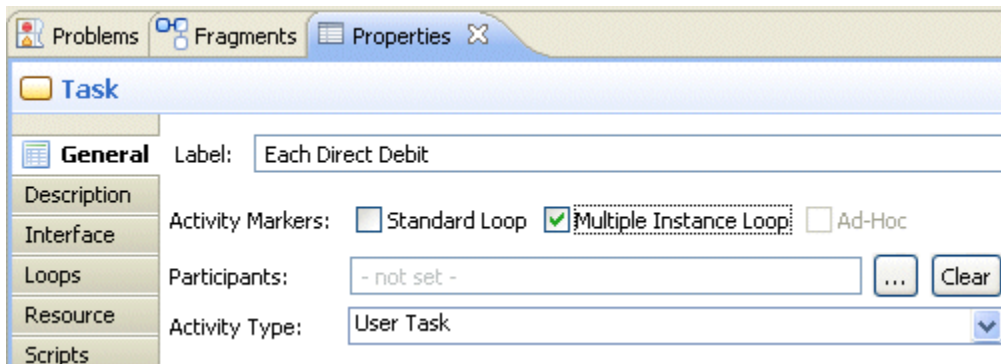 Problems Fragments Properties
Task
General Label: Each Direct Debit
Description
Activity Markers: Standard Loop Multiple Instance Loop Ad-Hoc
Interface
Loops Participants: - not set - ... Clear
Resource
Activity Type: User Task
Scripts